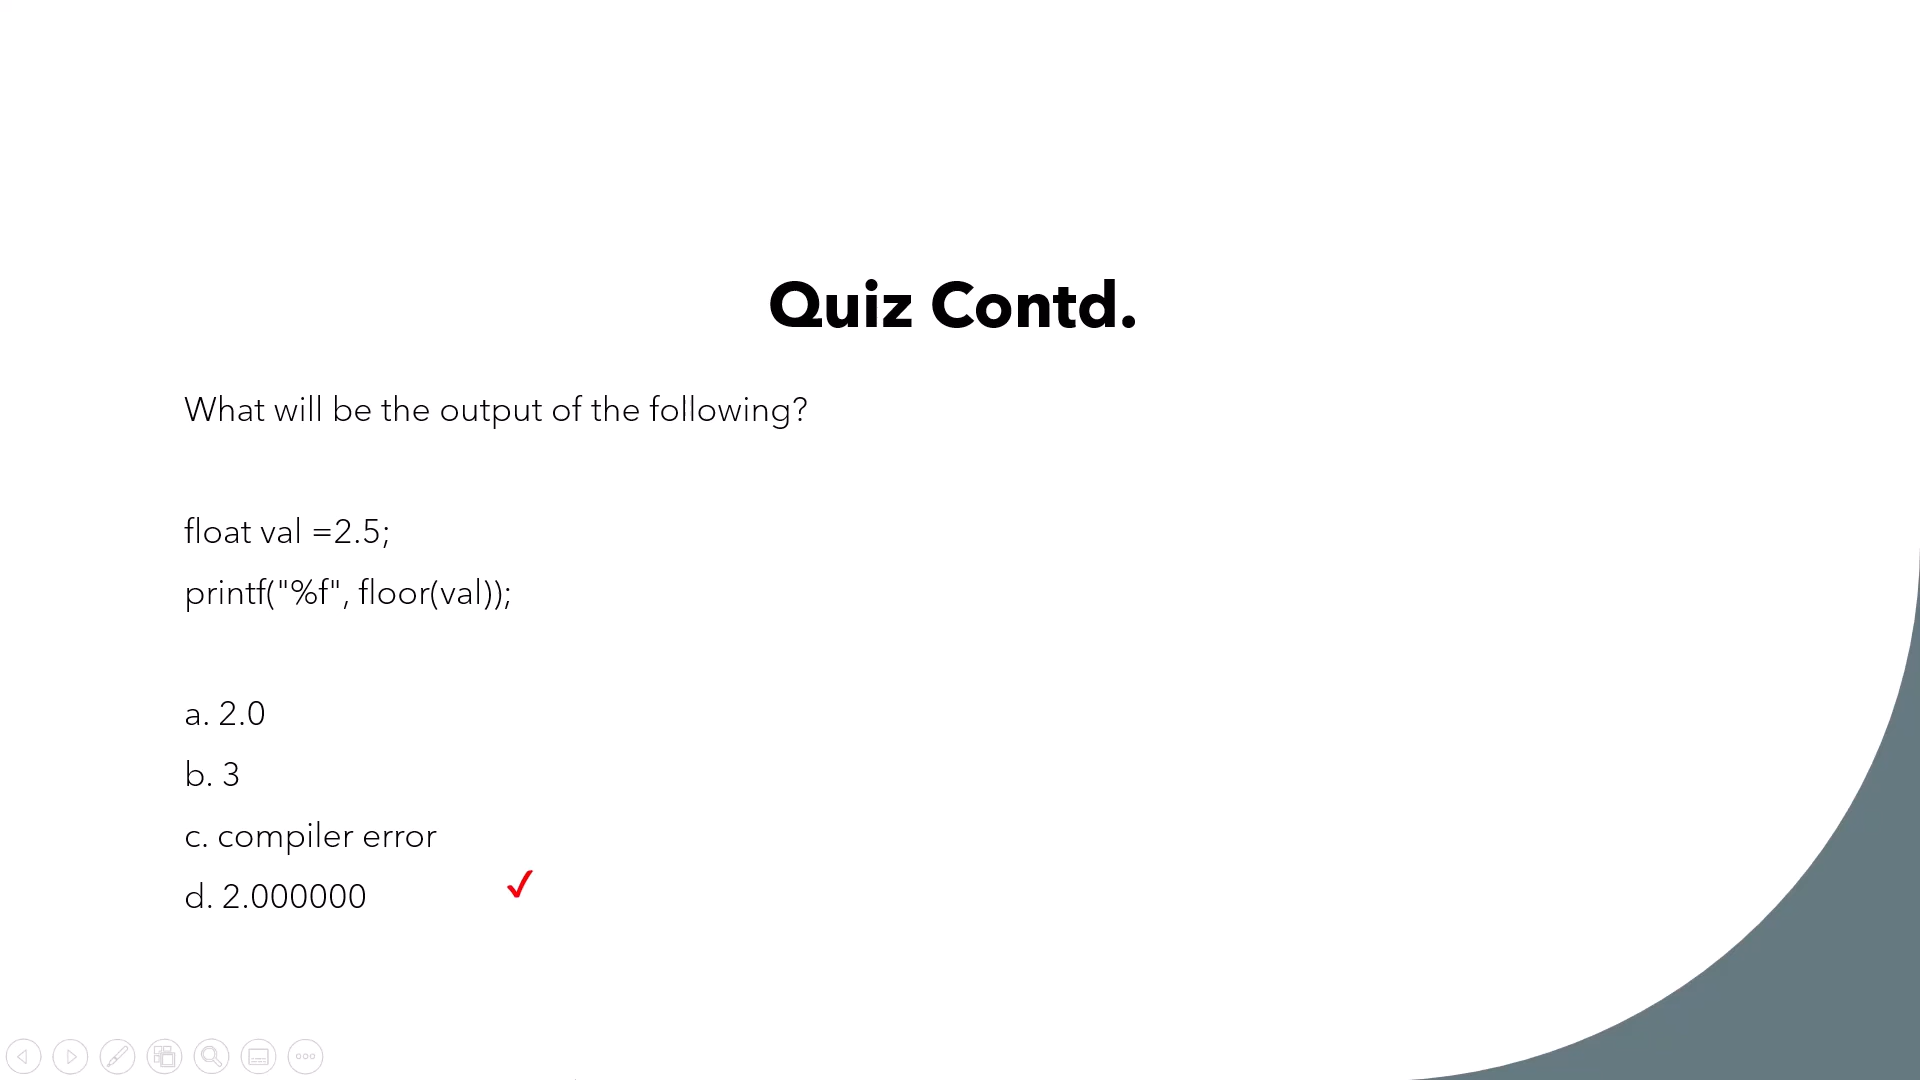 Quiz Contd.
What will be the output of the following?
float val =2.5;
printf("%f", floor(val));
a. 2.0
b. 3
c. compiler error
d. 2.000000